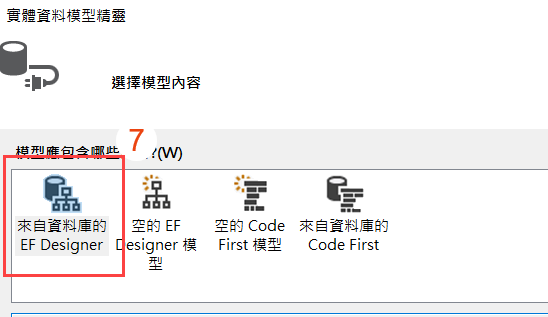 實體資料模型精靈
選擇模型內容
7
模型應包含哪些 ?(W)
來自資料庫的
EF Designer
空的 EF
Designer 模
型
空的 Code
First 模型
來自資料庫的
Code First